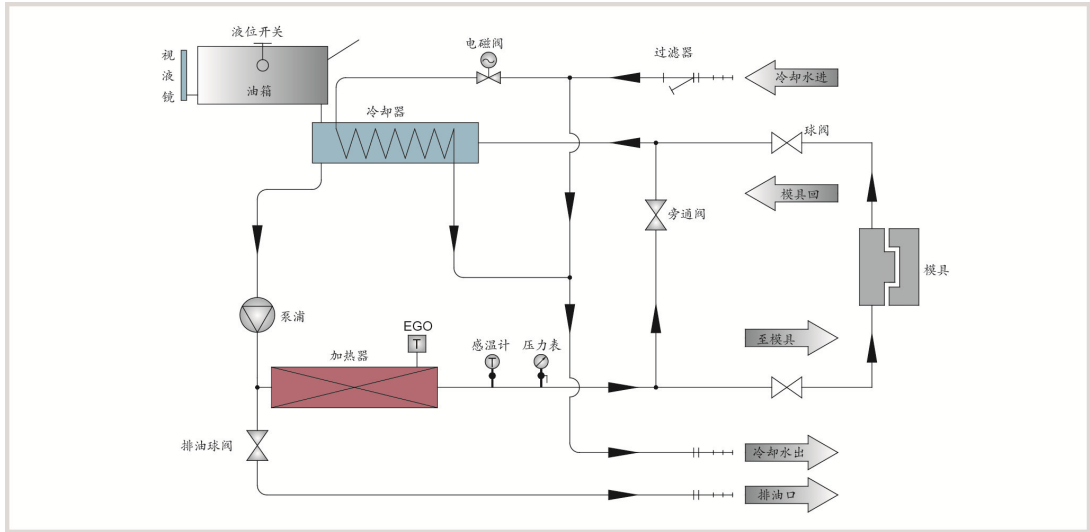 液位开关
视
液
镜
油箱
电磁阀
过滤器
冷却水进
冷却器
球阀
模具回
旁通阀
模具
泵浦
EGO
T
加热器
感温计
T
压力表
至模具
排油球阀
冷却水出
排油口